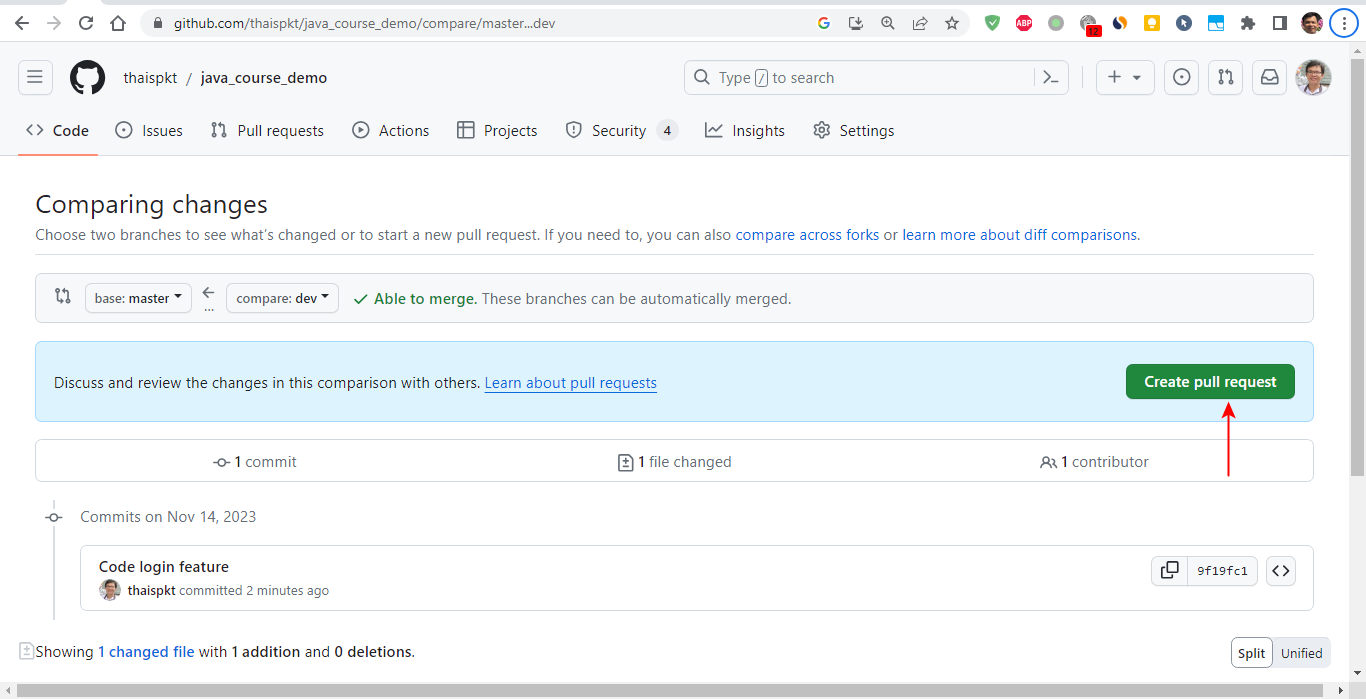 github.com/thaispkt/java_course_demo/compare/master...dev
ABP
12
thaispkt / java_course_demo
Type / to search
Code
Issues
Pull requests
Actions
Projects
Security 4
Insights
Settings
Comparing changes
Choose two branches to see what's changed or to start a new pull request. If you need to, you can also compare across forks or learn more about diff comparisons.
base: master
...
compare: dev
Able to merge. These branches can be automatically merged.
Discuss and review the changes in this comparison with others. Learn about pull requests
Create pull request
1 commit
1 file changed
1 contributor
Commits on Nov 14, 2023
Code login feature
9f19fc1
thaispkt committed 2 minutes ago
Showing 1 changed file with 1 addition and 0 deletions.
Split
Unified